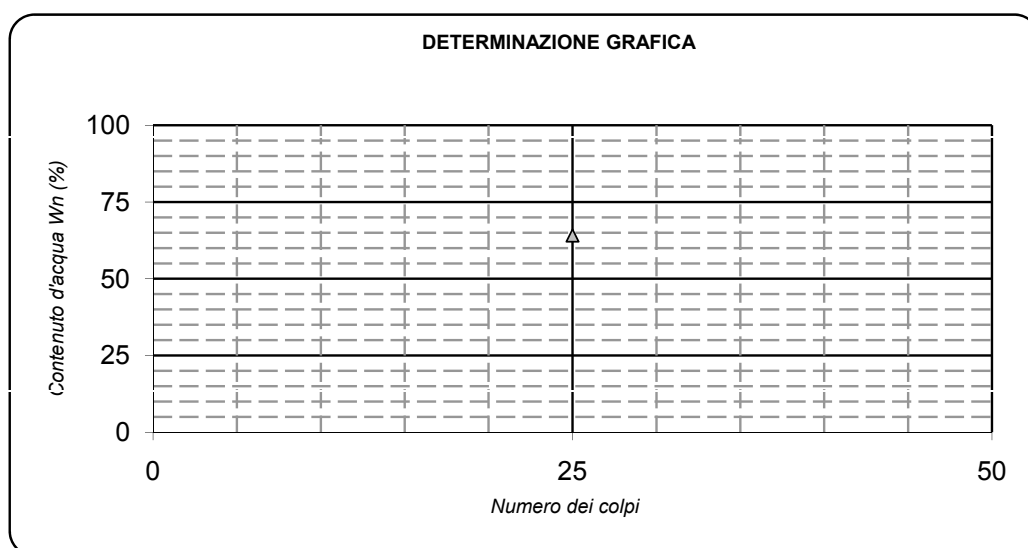 DETERMINAZIONE GRAFICA
Contenuto d'acqua Wn (%)
100
75
50
25
0
0 25 50
Numero dei colpi